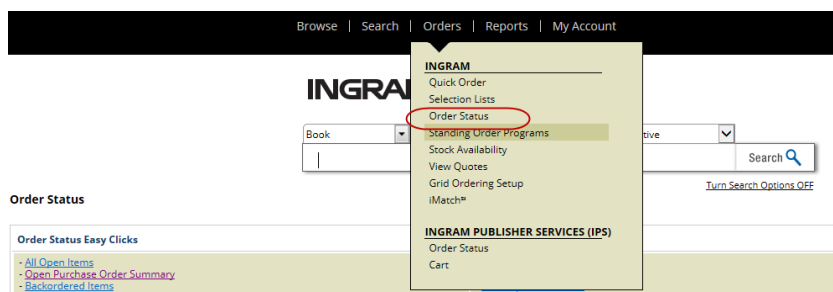 Browse | Search | Orders | Reports | My Account
INGRAM
Quick Order
Selection Lists
Order Status
Standing Order Programs
Stock Availability
View Quotes
Grid Ordering Setup
iMatch℠
INGRAM PUBLISHER SERVICES (IPS)
Order Status
Cart
INGRA
Book
tive
Search
Turn Search Options OFF
Order Status
Order Status Easy Clicks
- All Open Items
- Open Purchase Order Summary
- Backordered Items